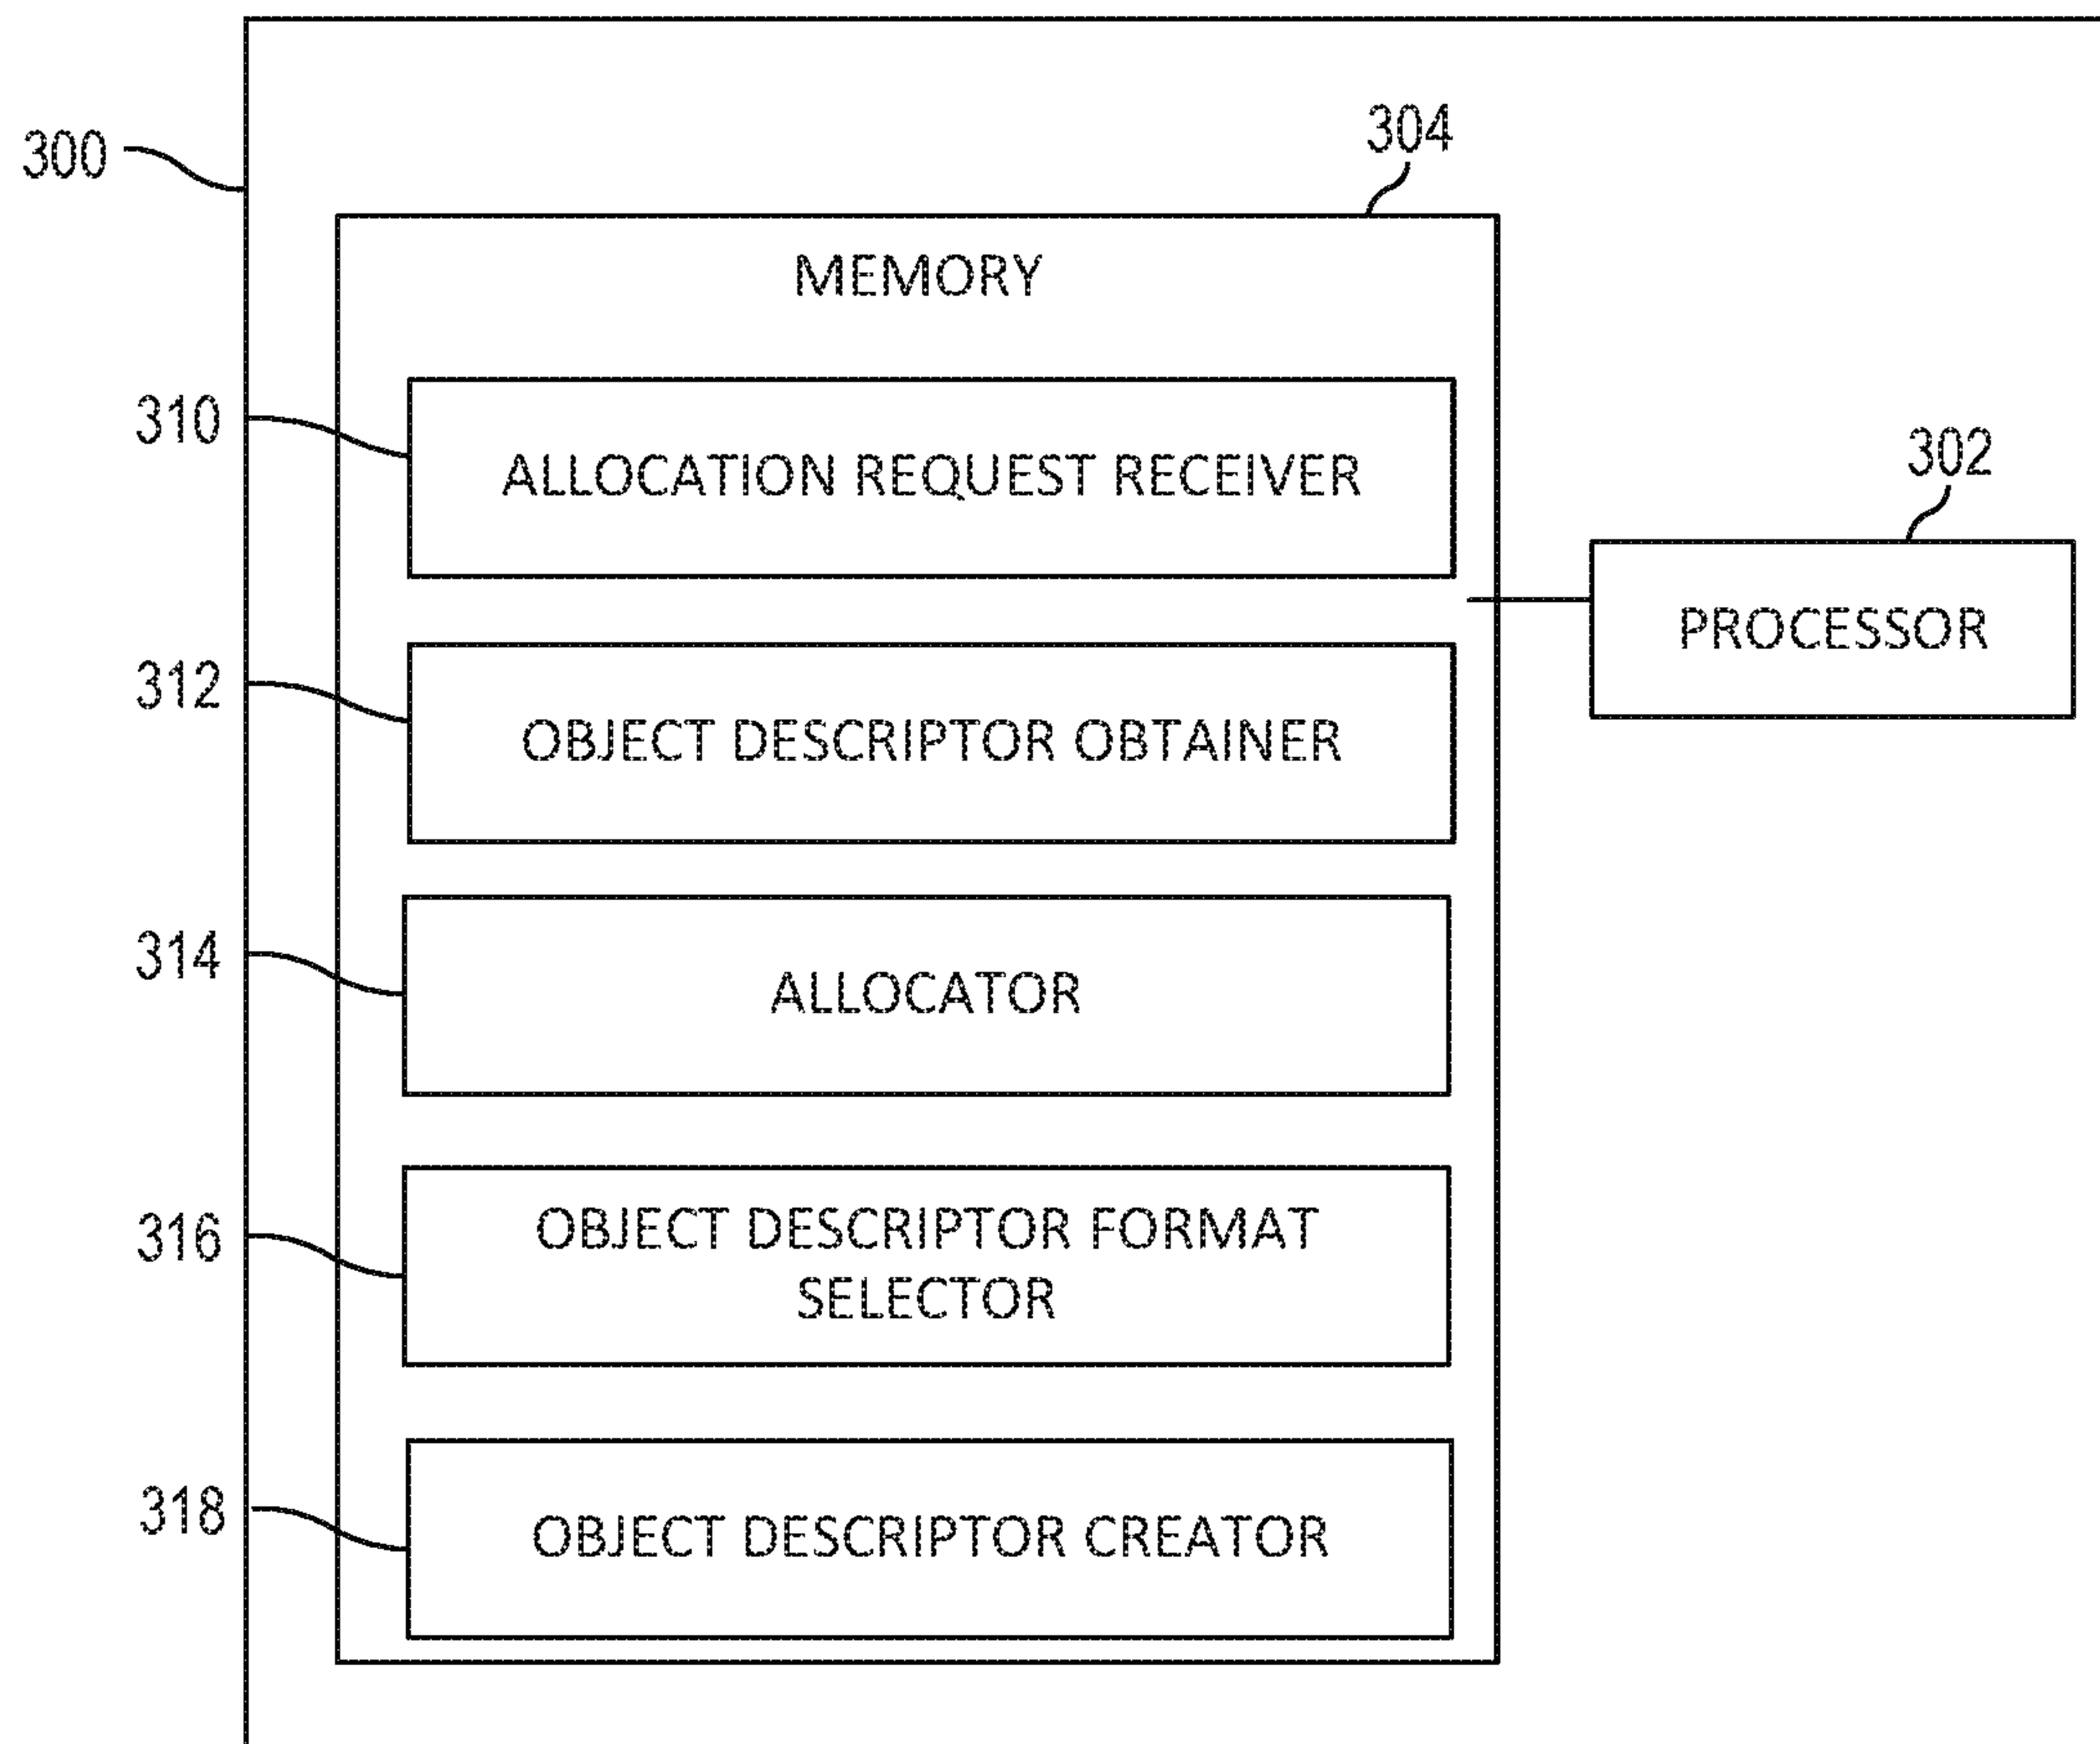 304
300
MEMORY
310
ALLOCATION REQUEST RECEIVER
302
PROCESSOR
312
OBJECT DESCRIPTOR OBTAINER
314
ALLOCATOR
316
OBJECT DESCRIPTOR FORMAT
SELECTOR
318
OBJECT DESCRIPTOR CREATOR